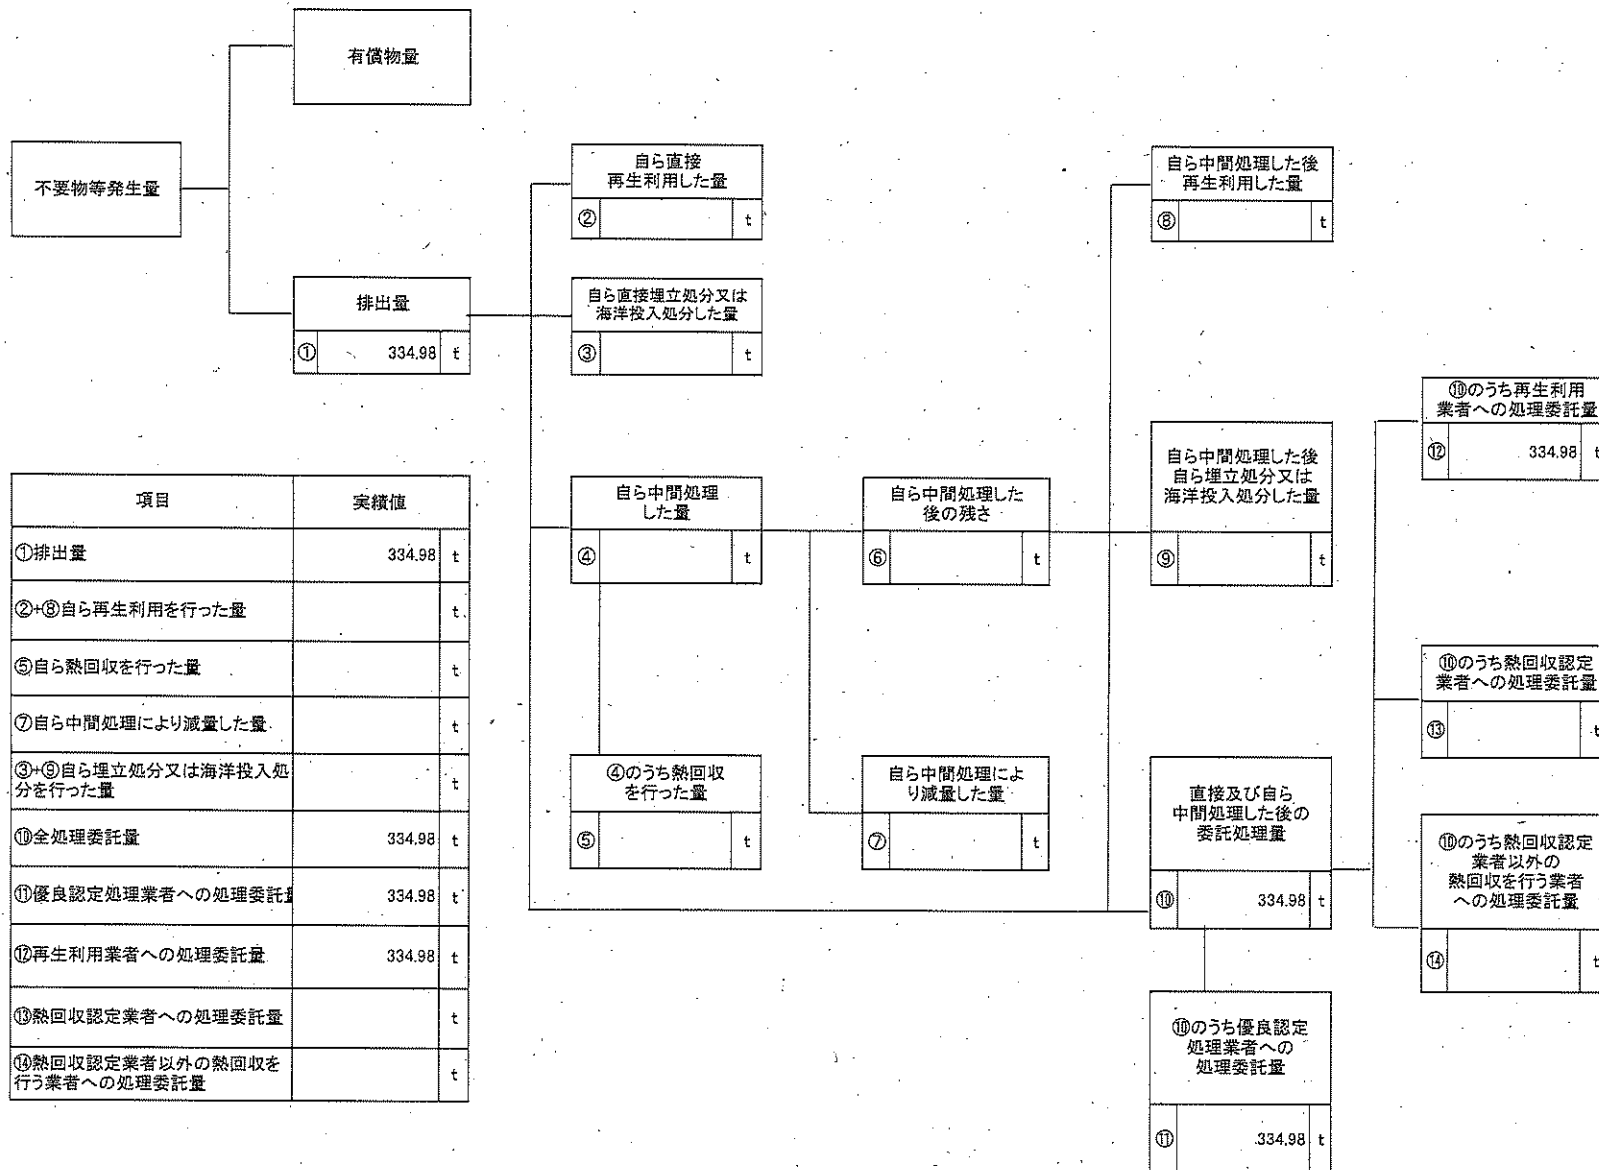 有償物量
不要物等発生量
排出量
① 334.98 t
自ら直接
再生利用した量
② t
自ら直接埋立処分又は
海洋投入処分した量
③ t
自ら中間処理
した量
④ t
④のうち熱回収
を行った量
⑤ t
自ら中間処理した
後の残さ
⑥ t
自ら中間処理によ
り減量した量
⑦ t
自ら中間処理した後
再生利用した量
⑧ t
自ら中間処理した後
自ら埋立処分又は
海洋投入処分した量
⑨ t
直接及び自ら
中間処理した後の
委託処理量
⑩ 334.98 t
⑩のうち優良認定
処理業者への
処理委託量
⑪ 334.98 t
⑩のうち再生利用
業者への処理委託量
⑫ 334.98 t
⑩のうち熱回収認定
業者への処理委託量
⑬ t
⑩のうち熱回収認定
業者以外の
熱回収を行う業者
への処理委託量
⑭ t
項目 実績値
①排出量 334.98 t
②+⑧自ら再生利用を行った量 t
⑤自ら熱回収を行った量 t
⑦自ら中間処理により減量した量 t
③+⑨自ら埋立処分又は海洋投入処
分を行った量 t
⑩全処理委託量 334.98 t
⑪優良認定処理業者への処理委託量 334.98 t
⑫再生利用業者への処理委託量 334.98 t
⑬熱回収認定業者への処理委託量 t
⑭熱回収認定業者以外の熱回収を
行う業者への処理委託量 t